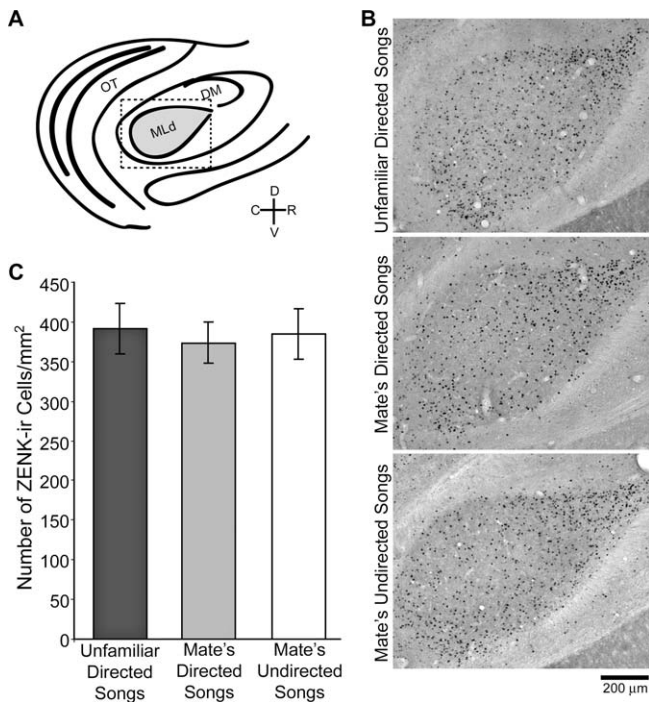 A
OT
DM
MLd
D
C R
V
B
Unfamiliar Directed Songs
Mate's Directed Songs
Mate's Undirected Songs
200 µm
C
Number of ZENK-ir Cells/mm²
450
400
350
300
250
200
150
100
50
0
Unfamiliar
Directed
Songs
Mate's
Directed
Songs
Mate's
Undirected
Songs